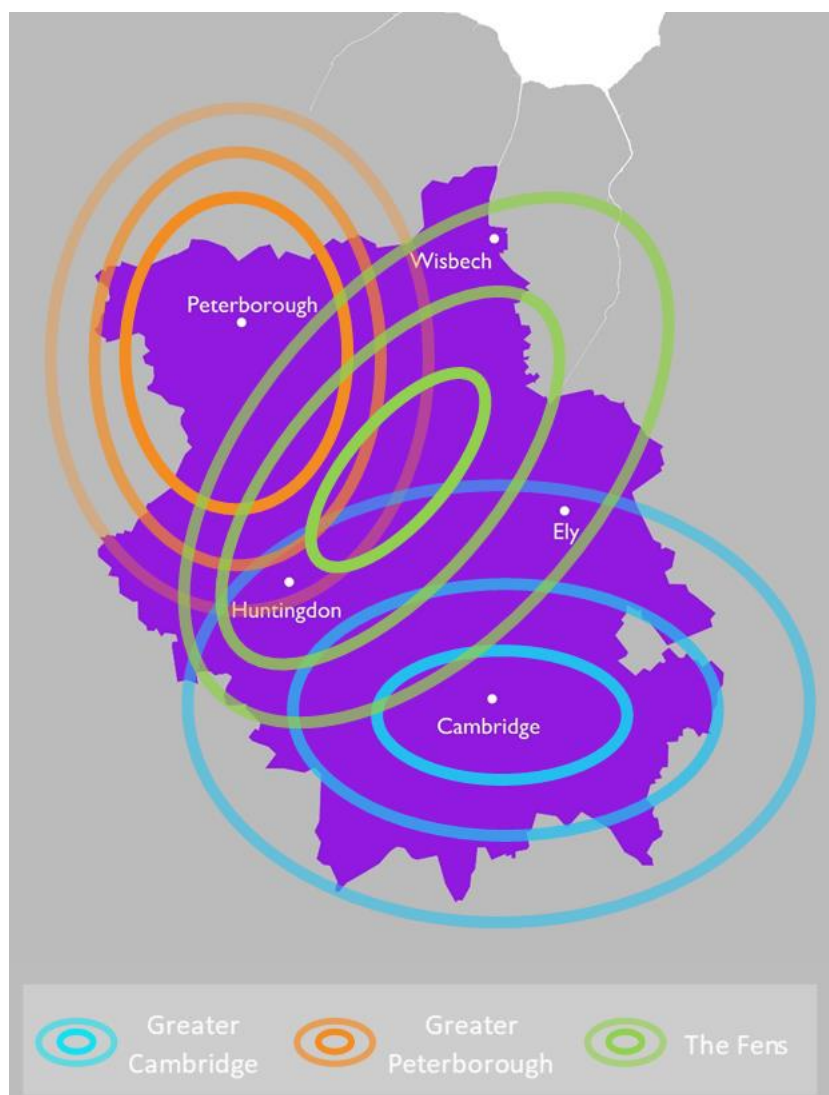 Wisbech
Peterborough
Ely
Huntingdon
Cambridge
Greater
Cambridge
Greater
Peterborough
The Fens